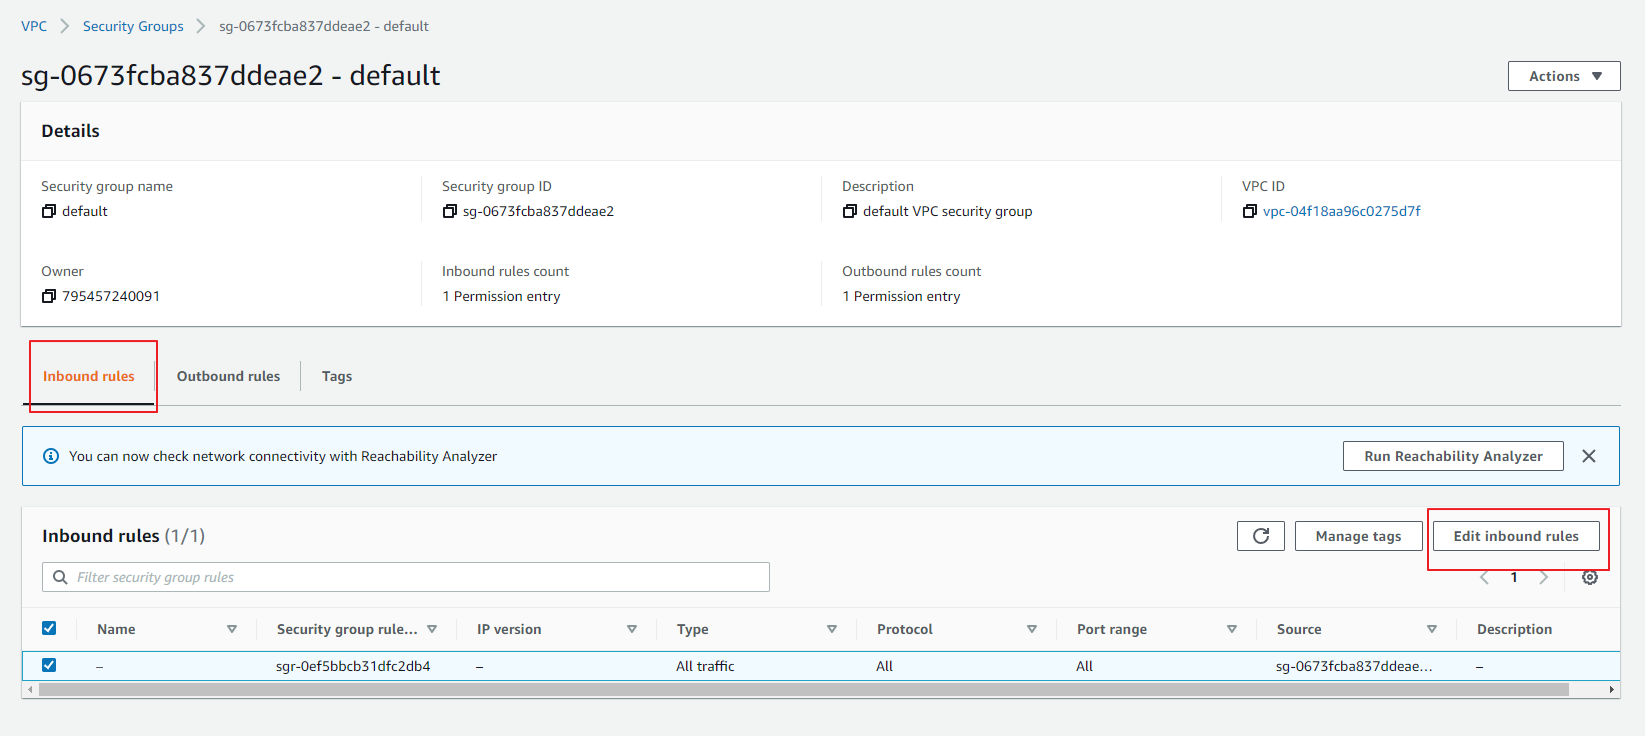 VPC > Security Groups > sg-0673fcba837ddeae2 - default
sg-0673fcba837ddeae2 - default
Actions
Details
Security group name Security group ID Description VPC ID
default sg-0673fcba837ddeae2 default VPC security group vpc-04f18aa96c0275d7f
Owner Inbound rules count Outbound rules count
795457240091 1 Permission entry 1 Permission entry
Inbound rules Outbound rules Tags
You can now check network connectivity with Reachability Analyzer Run Reachability Analyzer
Inbound rules (1/1) Manage tags Edit inbound rules
Filter security group rules 1
Name Security group rule... IP version Type Protocol Port range Source Description
– sgr-0ef5bbcb31dfc2db4 – All traffic All All sg-0673fcba837ddeae... –